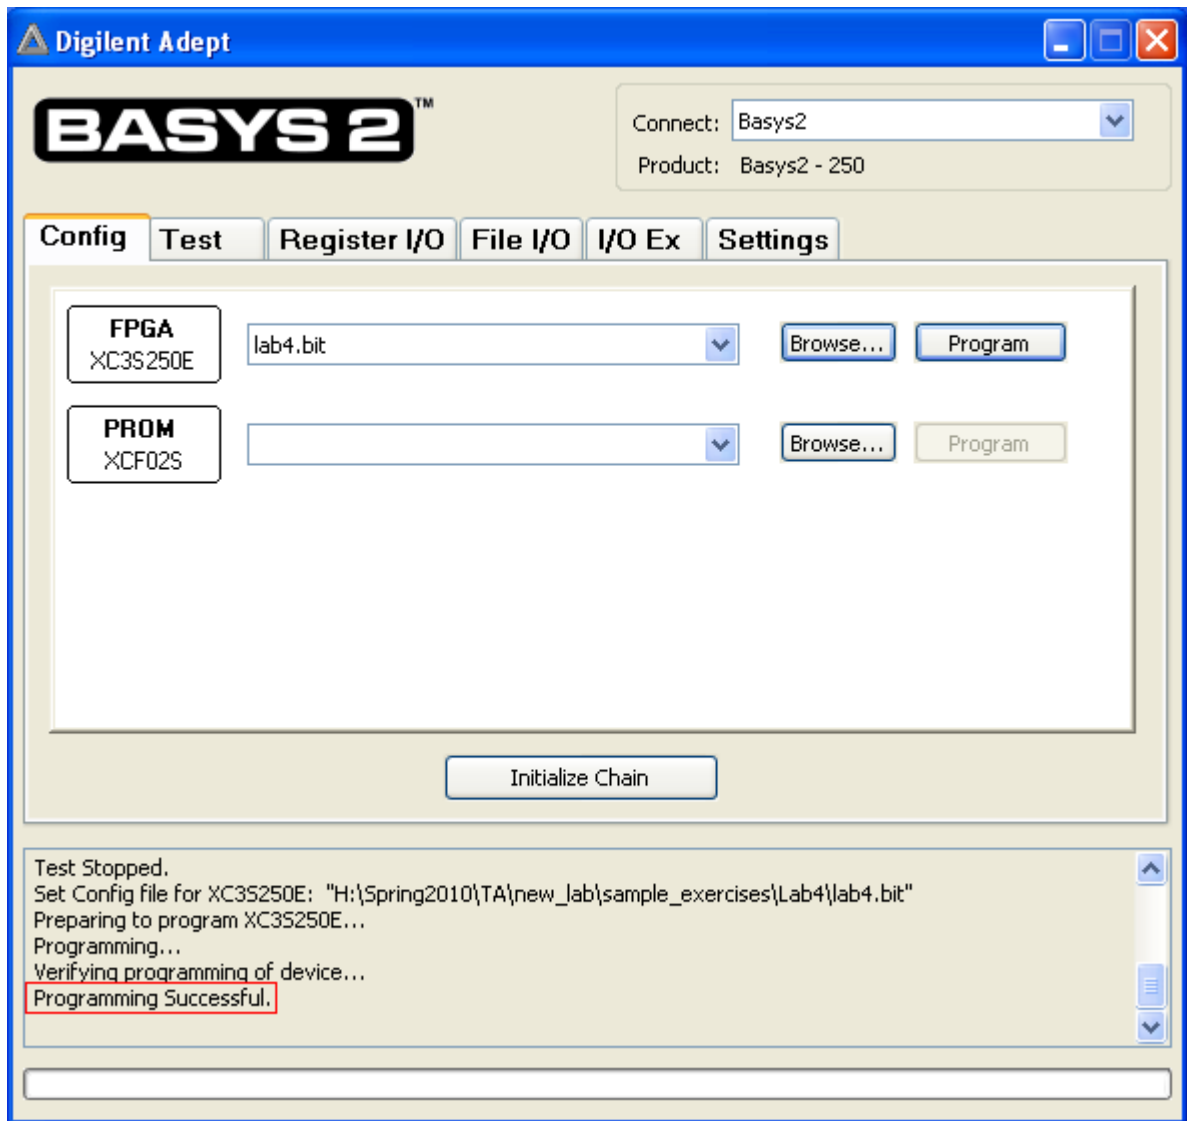 Digilent Adept
BASYS 2™
Connect: Basys2
Product: Basys2 - 250
Config Test Register I/O File I/O I/O Ex Settings
FPGA
XC3S250E
lab4.bit
Browse... Program
PROM
XCF02S
Browse... Program
Initialize Chain
Test Stopped.
Set Config file for XC3S250E: "H:\Spring2010\TA\new_lab\sample_exercises\Lab4\lab4.bit"
Preparing to program XC3S250E...
Programming...
Verifying programming of device...
Programming Successful.